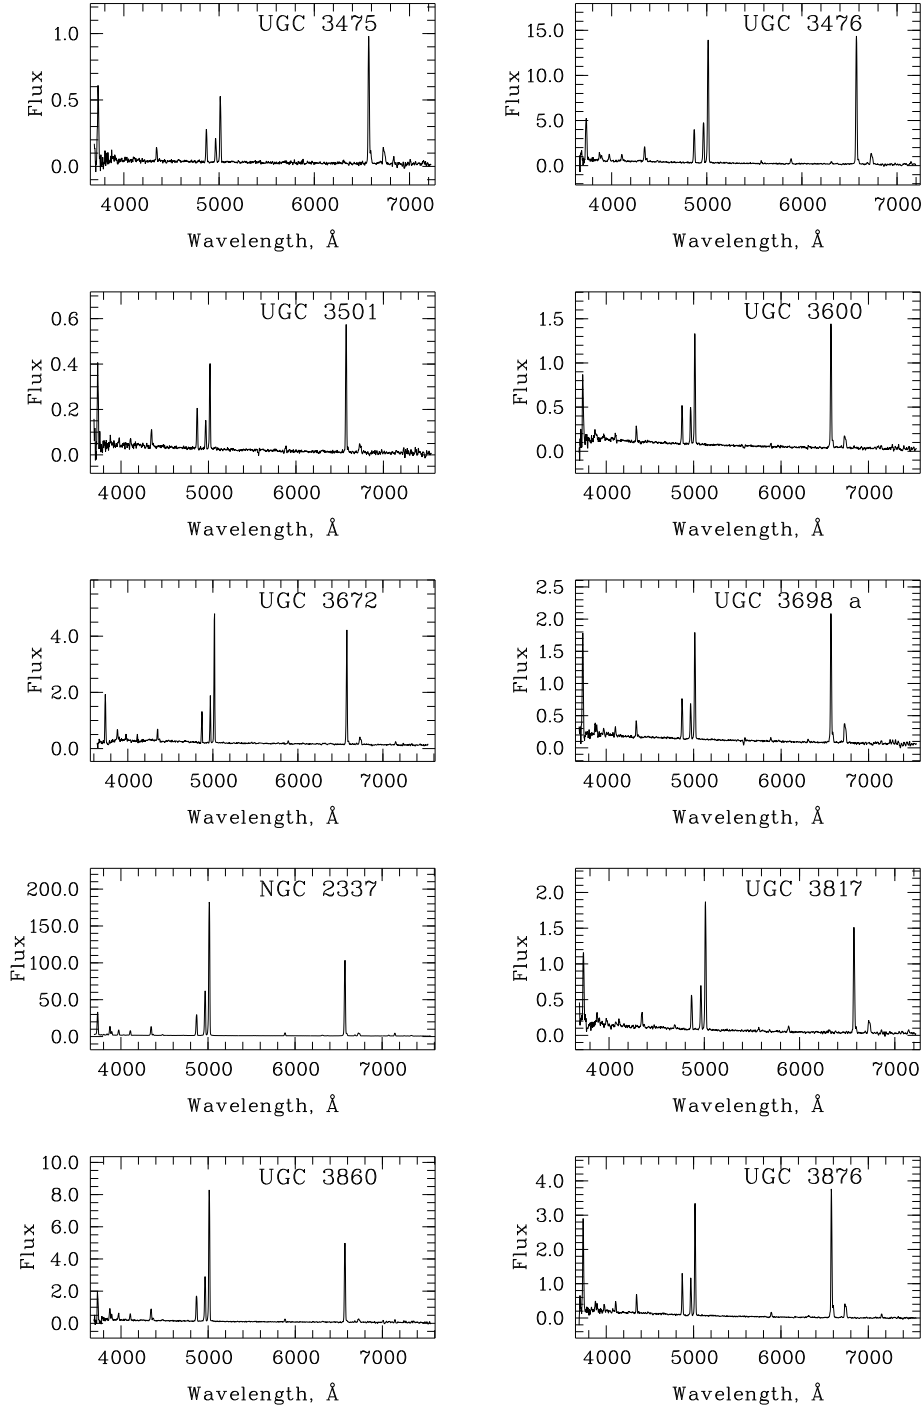 UGC 3475
1.0
0.5
0.0
Flux
4000 5000 6000 7000
Wavelength, Å
UGC 3476
15.0
10.0
5.0
0.0
Flux
4000 5000 6000 7000
Wavelength, Å
UGC 3501
0.6
0.4
0.2
0.0
Flux
4000 5000 6000 7000
Wavelength, Å
UGC 3600
1.5
1.0
0.5
0.0
Flux
4000 5000 6000 7000
Wavelength, Å
UGC 3672
4.0
2.0
0.0
Flux
4000 5000 6000 7000
Wavelength, Å
UGC 3698 a
2.5
2.0
1.5
1.0
0.5
0.0
Flux
4000 5000 6000 7000
Wavelength, Å
NGC 2337
200.0
150.0
100.0
50.0
0.0
Flux
4000 5000 6000 7000
Wavelength, Å
UGC 3817
2.0
1.5
1.0
0.5
0.0
Flux
4000 5000 6000 7000
Wavelength, Å
UGC 3860
10.0
8.0
6.0
4.0
2.0
0.0
Flux
4000 5000 6000 7000
Wavelength, Å
UGC 3876
4.0
3.0
2.0
1.0
0.0
Flux
4000 5000 6000 7000
Wavelength, Å